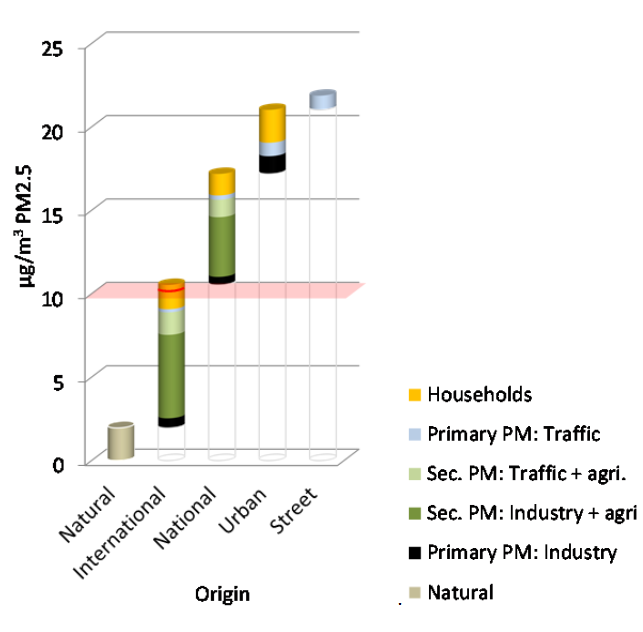 25
20
15
10
5
0
µg/m³ PM2.5
Natural
International
National
Urban
Street
Origin
Households
Primary PM: Traffic
Sec. PM: Traffic + agri.
Sec. PM: Industry + agri
Primary PM: Industry
Natural